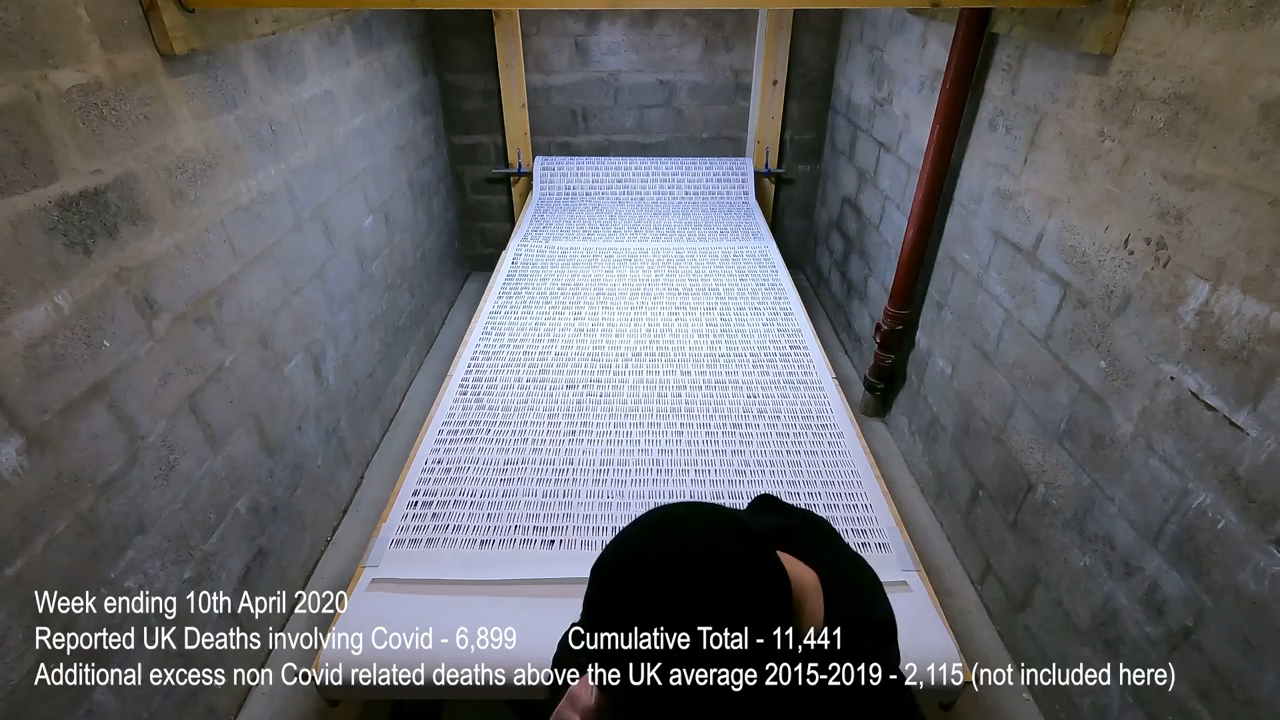 Week ending 10th April 2020
Reported UK Deaths involving Covid - 6,899 Cumulative Total - 11,441
Additional excess non Covid related deaths above the UK average 2015-2019 - 2,115 (not included here)